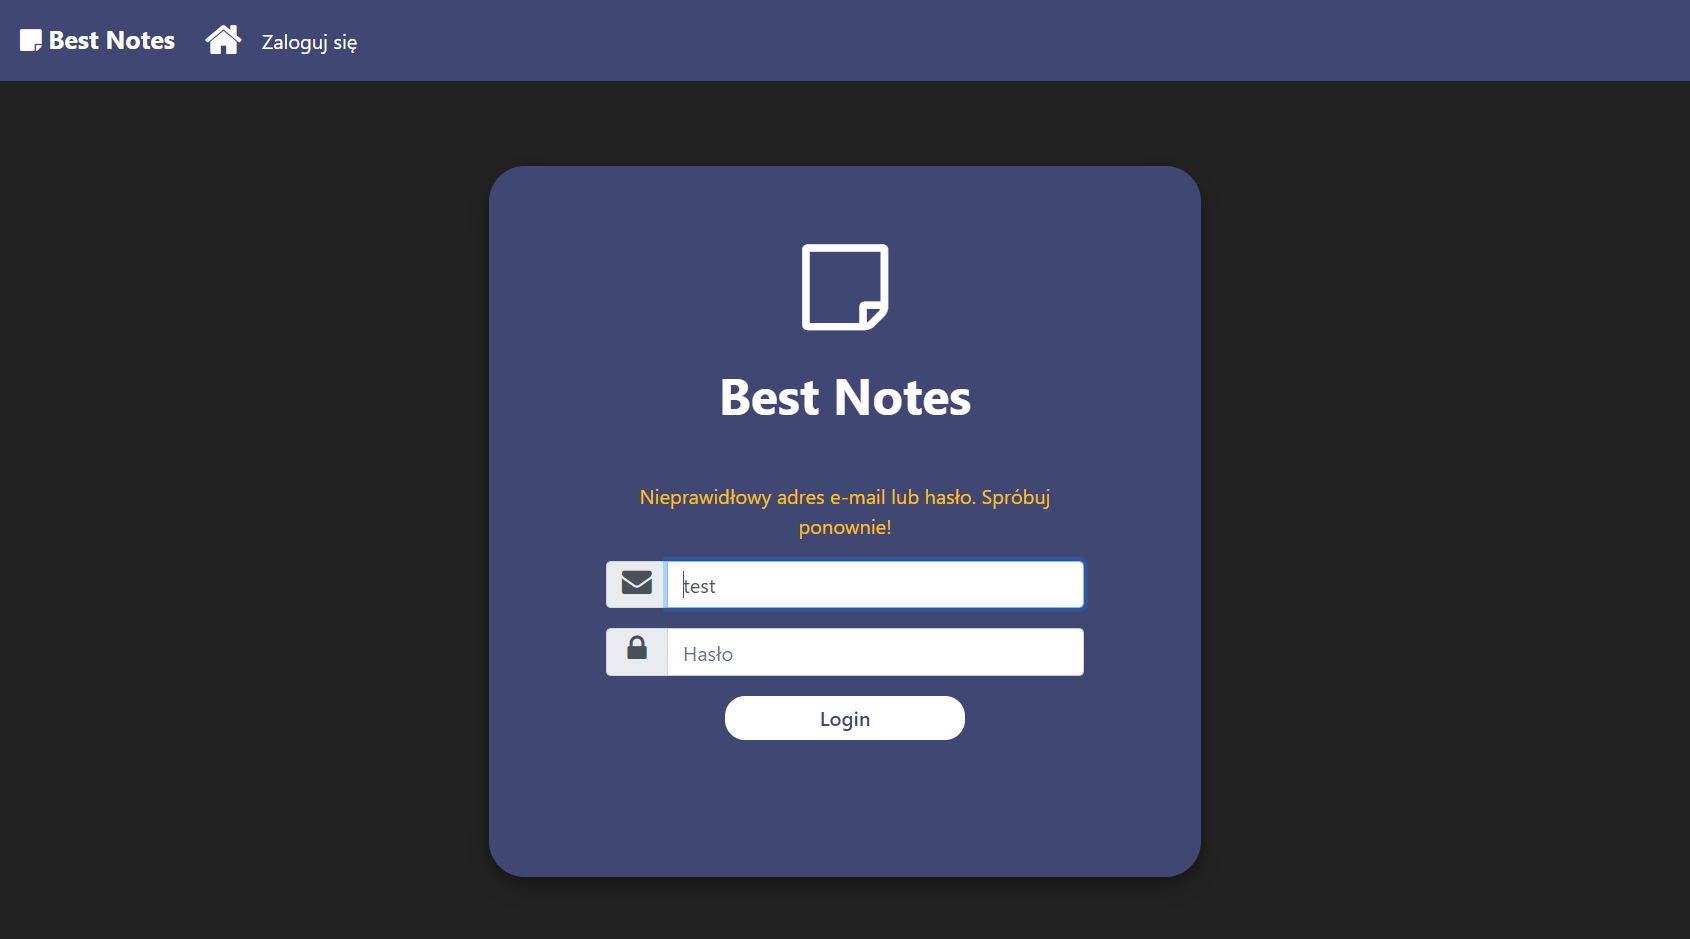 Best Notes
Zaloguj się
Best Notes
Nieprawidłowy adres e-mail lub hasło. Spróbuj
ponownie!
test
Hasło
Login